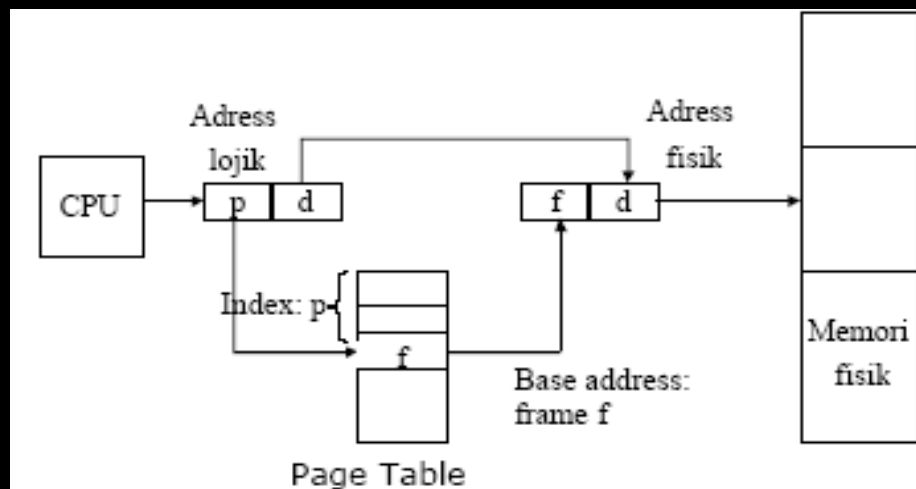 Adress
lojik
Adress
fisik
CPU
p
d
f
d
Index: p
f
Base address:
frame f
Memori
fisik
Page Table